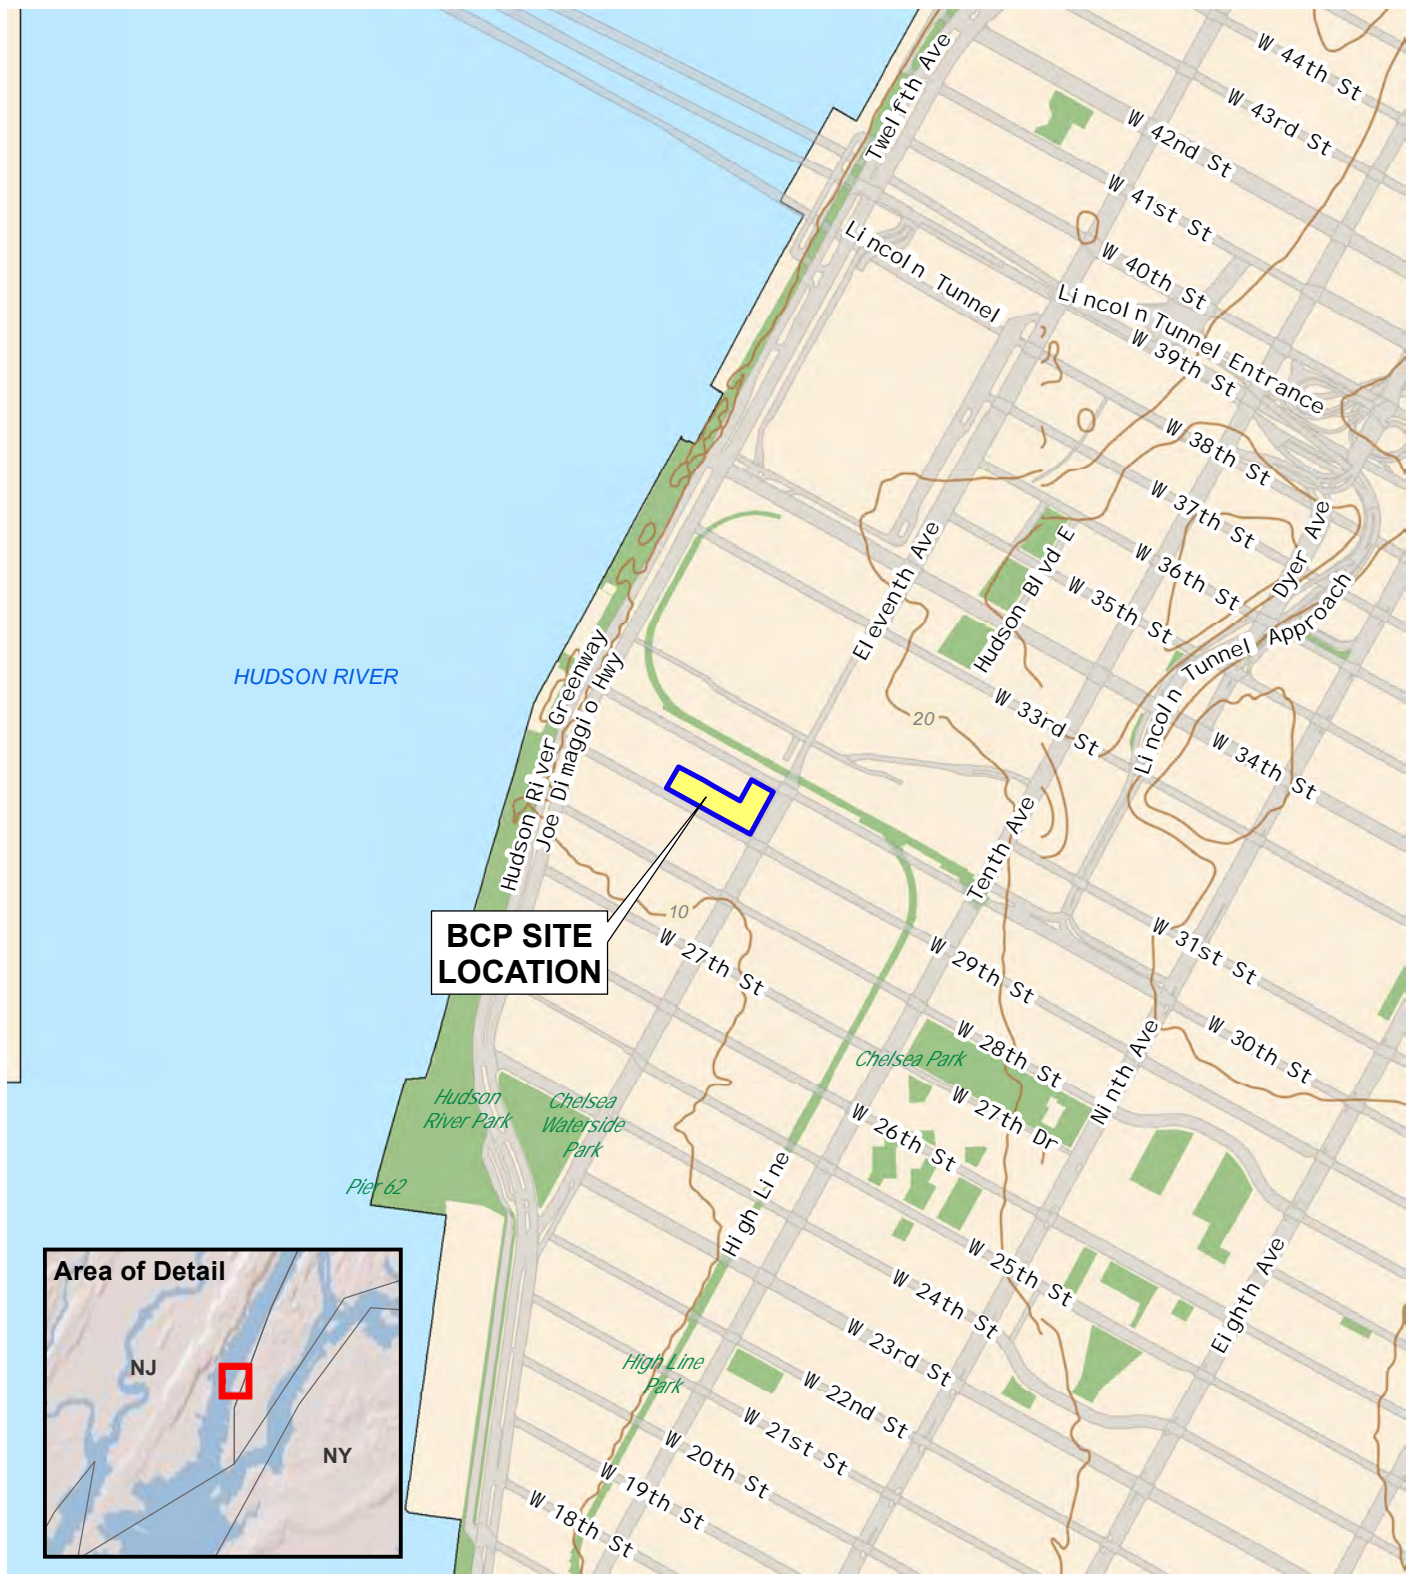 Twelfth Ave
W 44th St
W 43rd St
W 42nd St
W 41st St
W 40th St
Lincoln Tunnel
Lincoln Tunnel Entrance
W 39th St
W 38th St
W 37th St
Dyer Ave
W 36th St
W 35th St
Hudson Blvd E
Eleventh Ave
Lincoln Tunnel Approach
HUDSON RIVER
Hudson River Greenway
Joe Dimaggio Hwy
20
W 33rd St
W 34th St
Tenth Ave
10
BCP SITE
LOCATION
W 27th St
W 29th St
W 31st St
W 30th St
W 28th St
Chelsea Park
W 27th Dr
Ninth Ave
W 26th St
Hudson
River Park
Chelsea
Waterside
Park
Pier 62
High Line
W 25th St
W 24th St
Eighth Ave
W 23rd St
High Line
Park
W 22nd St
W 21st St
W 20th St
W 19th St
W 18th St
Area of Detail
NJ
NY